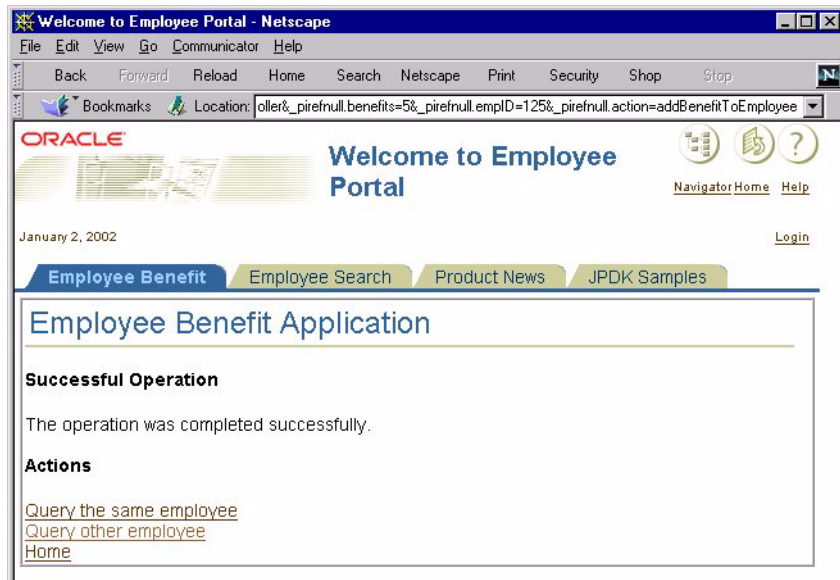 Welcome to Employee Portal - Netscape
File Edit View Go Communicator Help
Back Forward Reload Home Search Netscape Print Security Shop Stop
N
Bookmarks Location: oller&_pirefnull.benefits=5&_pirefnull.empID=125&_pirefnull.action=addBenefitToEmployee
ORACLE
Welcome to Employee
Portal
Navigator Home Help
January 2, 2002
Login
Employee Benefit Employee Search Product News JPDK Samples
Employee Benefit Application
Successful Operation
The operation was completed successfully.
Actions
Query the same employee
Query other employee
Home